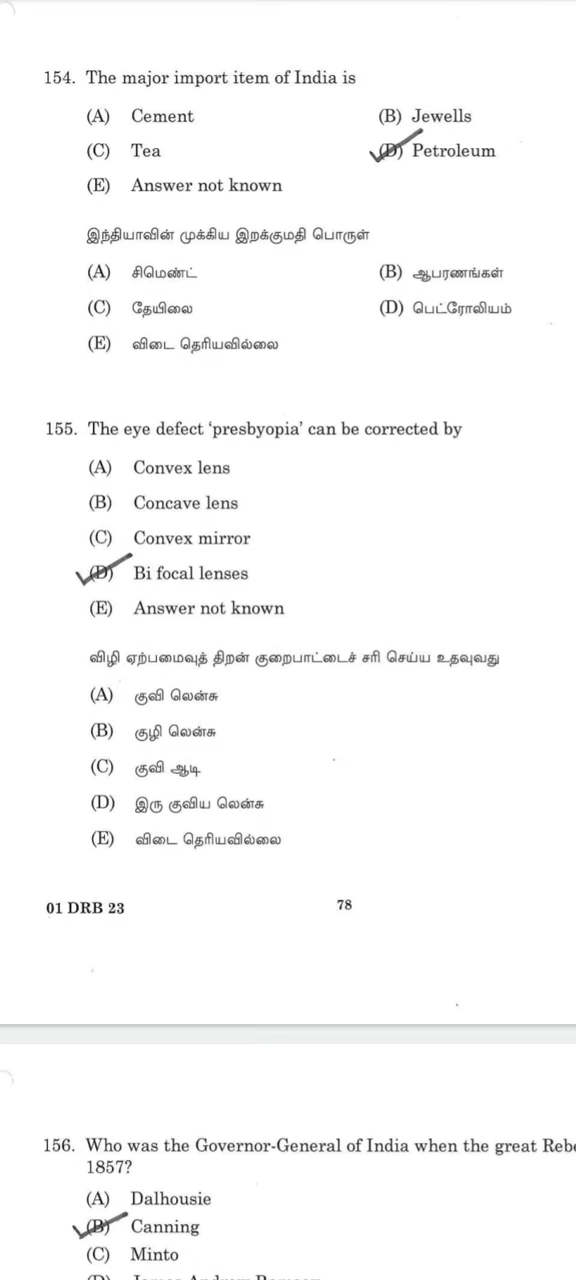 154. The major import item of India is
(A) Cement (B) Jewells
(C) Tea (D) Petroleum
(E) Answer not known
இந்தியாவின் முக்கிய இறக்குமதி பொருள்
(A) சிமெண்ட் (B) ஆபரணங்கள்
(C) தேயிலை (D) பெட்ரோலியம்
(E) விடை தெரியவில்லை
155. The eye defect ‘presbyopia’ can be corrected by
(A) Convex lens
(B) Concave lens
(C) Convex mirror
(D) Bi focal lenses
(E) Answer not known
விழி ஏற்பமைவுத் திறன் குறைபாட்டைச் சரி செய்ய உதவுவது
(A) குவி லென்சு
(B) குழி லென்சு
(C) குவி ஆடி
(D) இரு குவிய லென்சு
(E) விடை தெரியவில்லை
01 DRB 23 78
156. Who was the Governor-General of India when the great Rebe
1857?
(A) Dalhousie
(B) Canning
(C) Minto